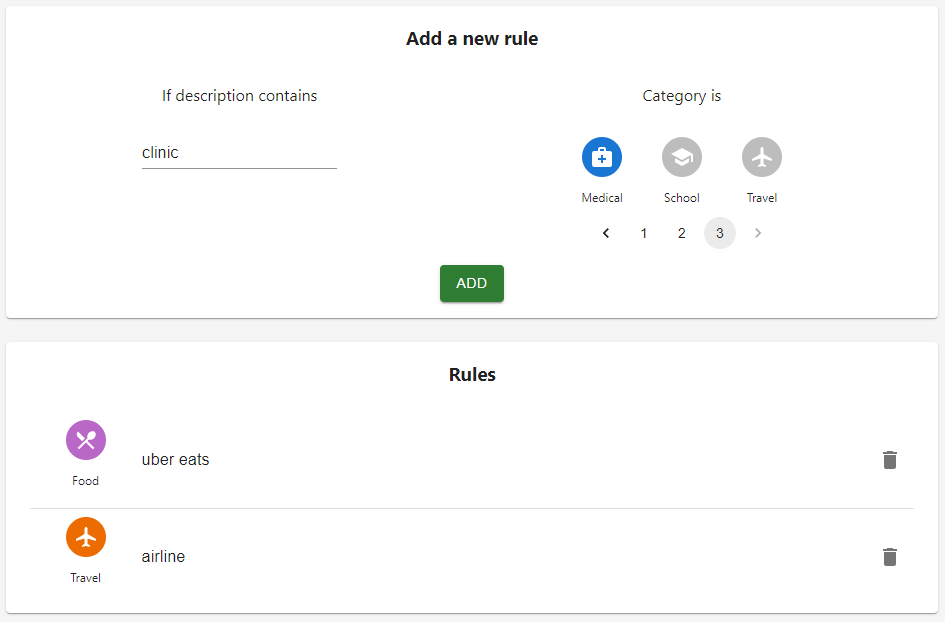 Add a new rule
If description contains
Category is
clinic
Medical School Travel
1 2 3
ADD
Rules
uber eats
Food
airline
Travel